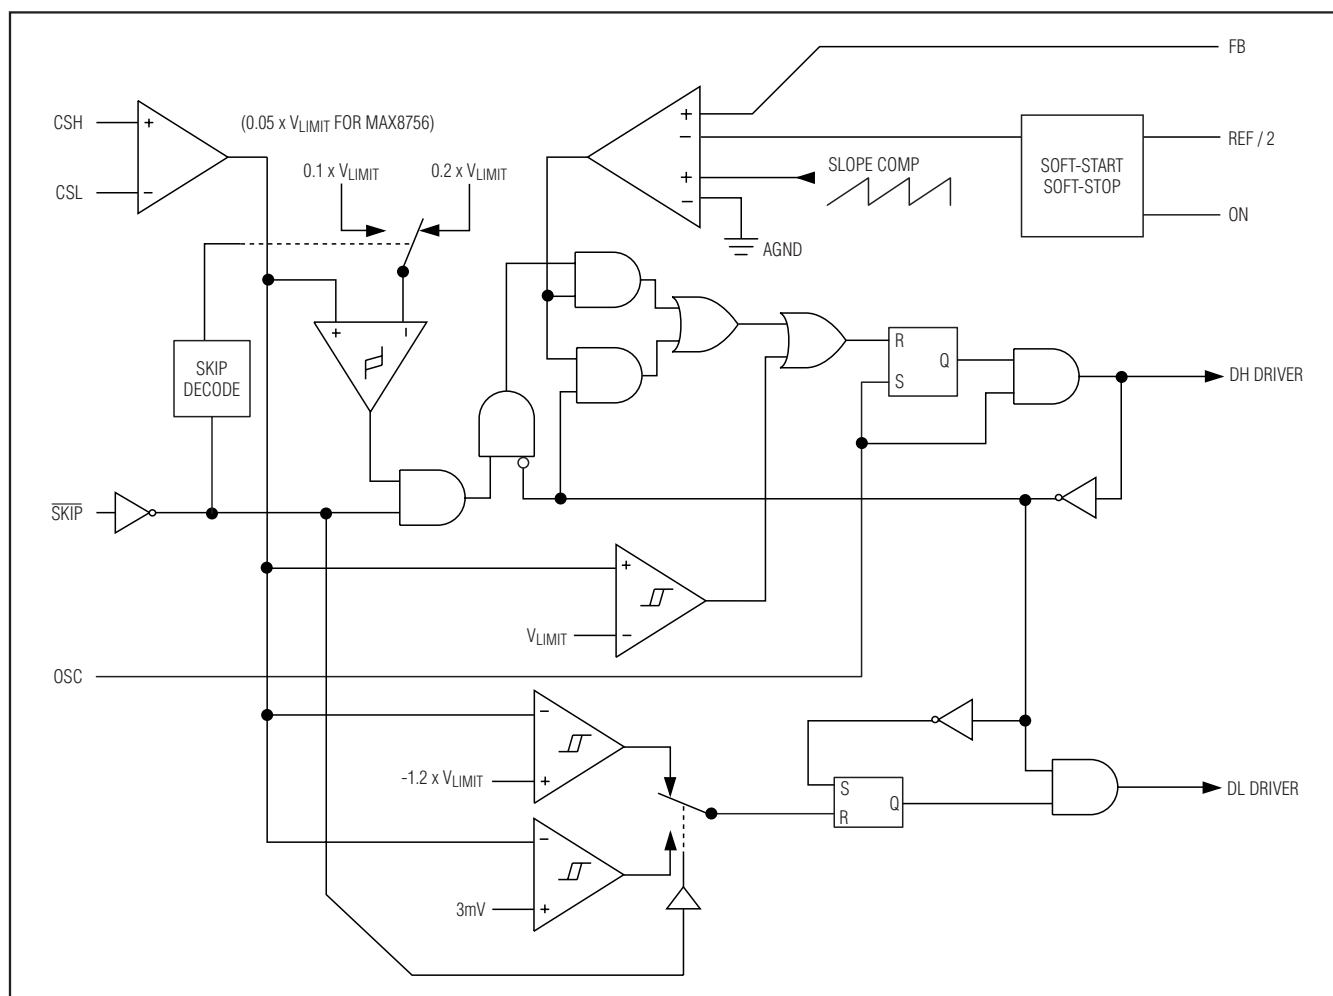 FB
CSH
+
(0.05 x VLIMIT FOR MAX8756)
+
−
REF / 2
0.1 x VLIMIT
0.2 x VLIMIT
SLOPE COMP
SOFT-START
SOFT-STOP
CSL
−
+
−
ON
AGND
+
−
R
Q
S
SKIP
DECODE
DH DRIVER
SKIP
+
VLIMIT
−
OSC
−
-1.2 x VLIMIT
+
S
Q
R
DL DRIVER
−
3mV
+